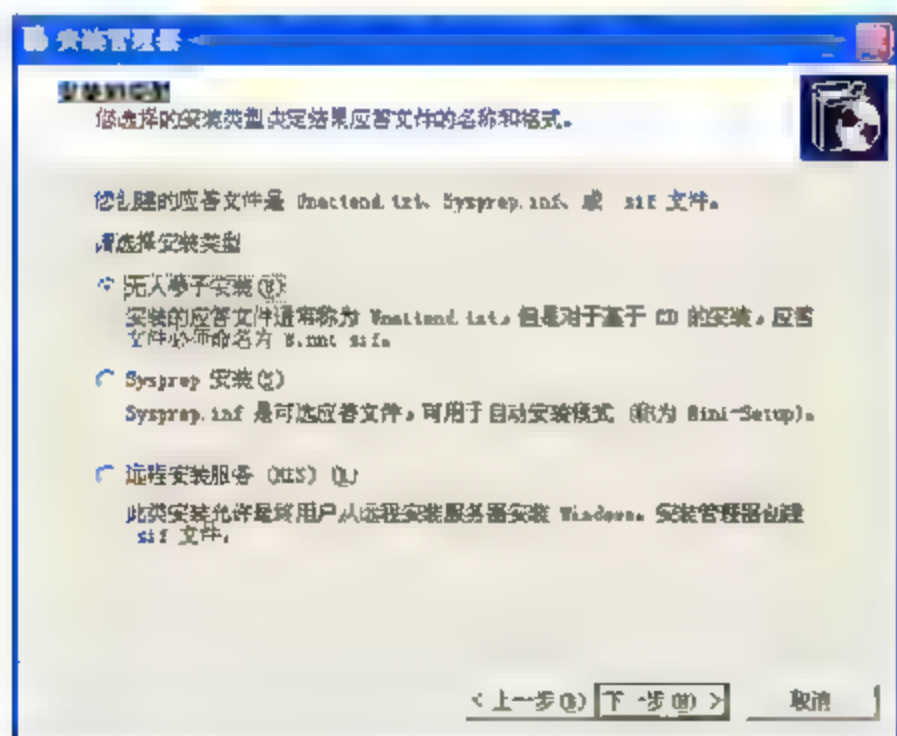 安装管理器
安装的类型
您选择的安装类型决定结果应答文件的名称和格式。
您创建的应答文件是 Unattend.txt、Sysprep.inf、或 .sif 文件。
请选择安装类型
无人参予安装(U)
安装的应答文件通常称为 Unattend.txt，但是对于基于 CD 的安装，应答
文件必须命名为 Winnt.sif。
Sysprep 安装(S)
Sysprep.inf 是可选应答文件，可用于自动安装模式 (称为 Mini-Setup)。
远程安装服务 (RIS) (R)
此类安装允许最终用户从远程安装服务器安装 Windows。安装管理器创建
.sif 文件。
< 上一步(B) 下一步(N) > 取消